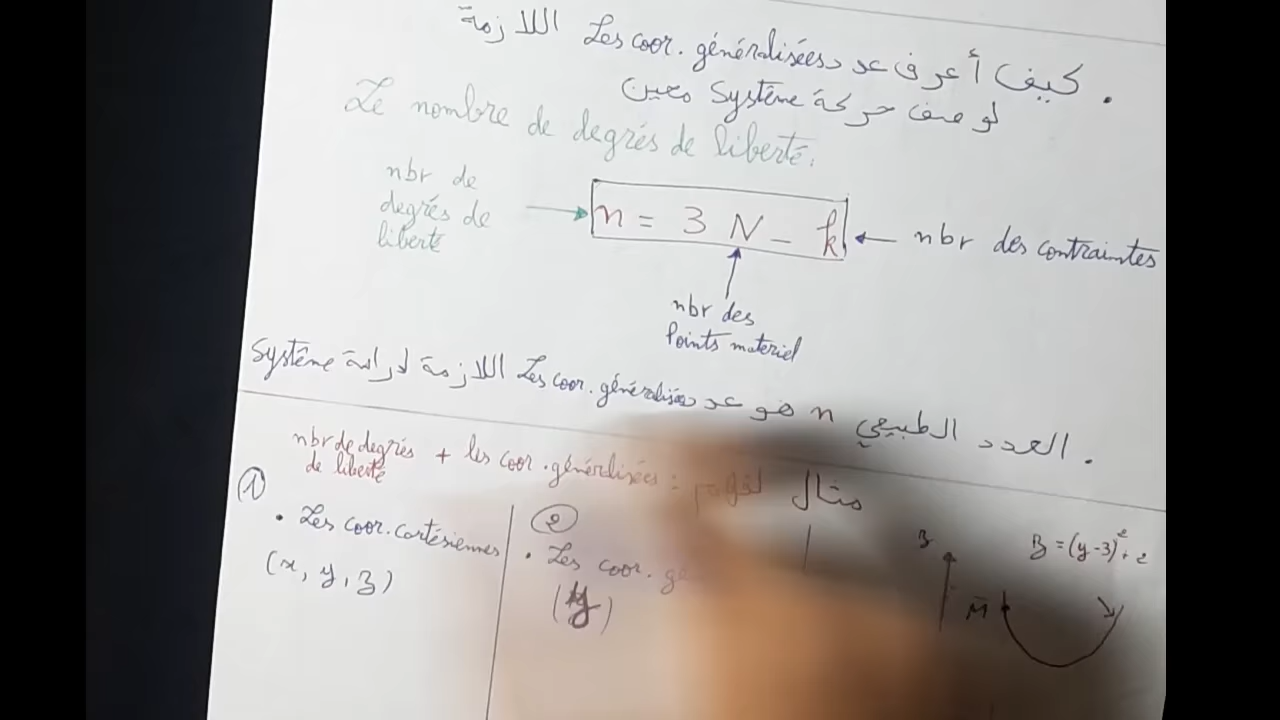 . كيف أعرف عدد Les coor. généralisées اللازمة
لوصف حركة Système معين
Le nombre de degrés de liberté.
nbr de
degrés de
liberté
n = 3 N - k
nbr des contraintes
nbr des
Points materiel
. العدد الطبيعي n هو عدد Les coor. généralisées اللازمة لدراسة Système
مثال : nbr de degrés de liberté + les coor. généralisées
①
• Les coor. cartésiennes
(x, y, z)
②
• Les coor. gé
(y)
z
z = (y-3)² + 2
M